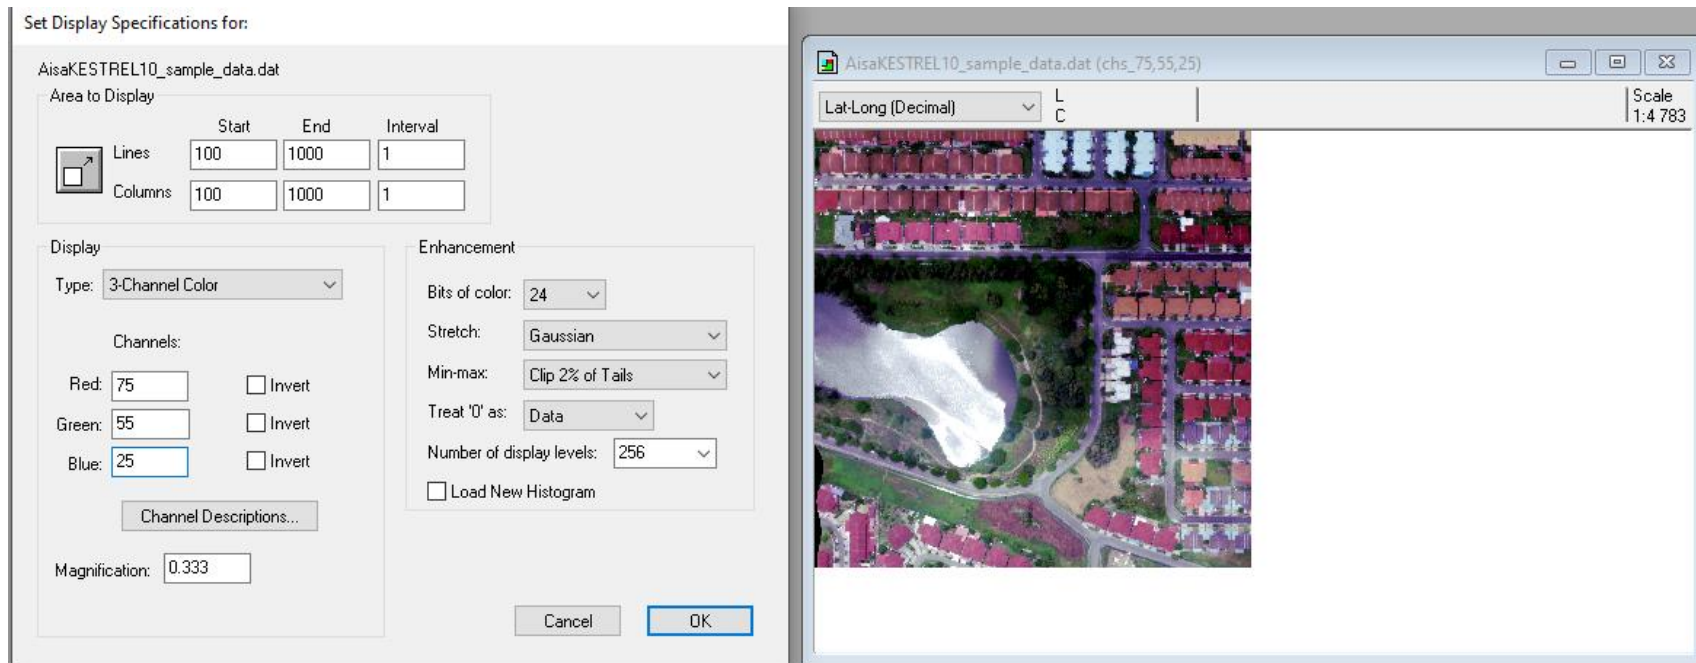 Set Display Specifications for:
AisaKESTREL10_sample_data.dat
Area to Display
Start End Interval
Lines 100 1000 1
Columns 100 1000 1
Display
Type: 3-Channel Color
Channels:
Red: 75 Invert
Green: 55 Invert
Blue: 25 Invert
Channel Descriptions...
Magnification: 0.333
Enhancement
Bits of color: 24
Stretch: Gaussian
Min-max: Clip 2% of Tails
Treat '0' as: Data
Number of display levels: 256
Load New Histogram
Cancel OK
AisaKESTREL10_sample_data.dat (chs_75,55,25)
Lat-Long (Decimal) L Scale
C 1:4 783